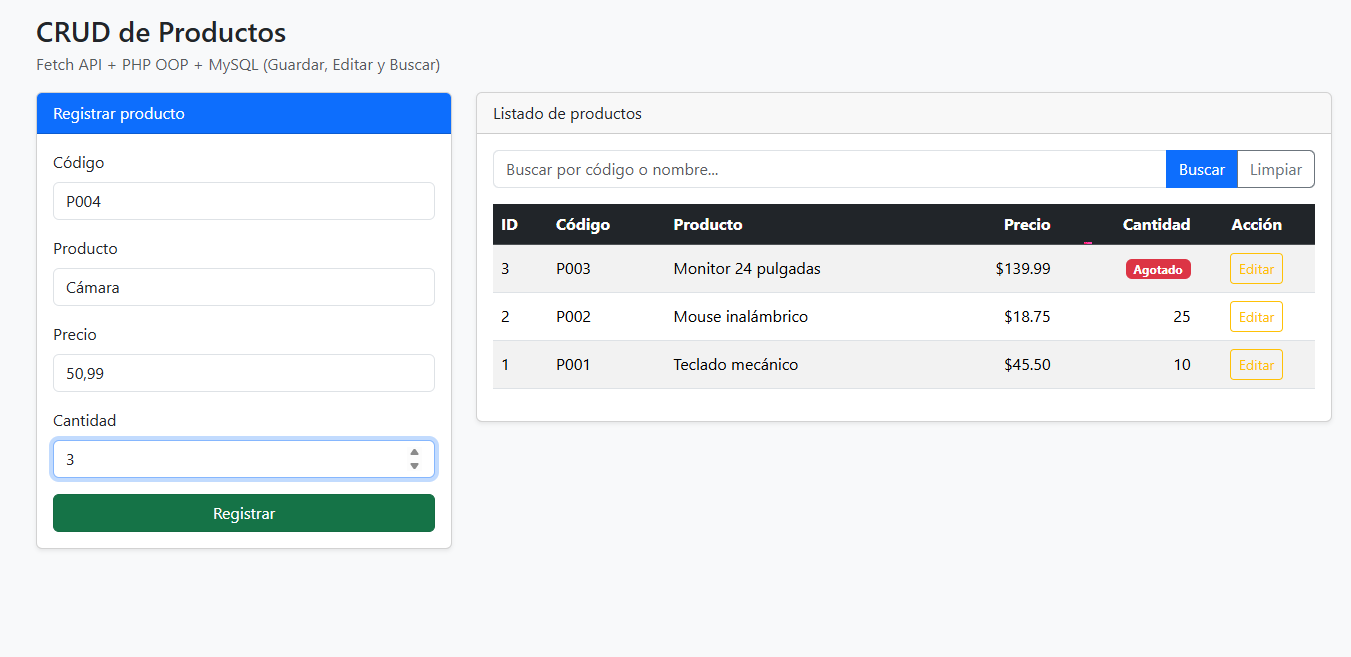 CRUD de Productos
Fetch API + PHP OOP + MySQL (Guardar, Editar y Buscar)
Registrar producto
Código
P004
Producto
Cámara
Precio
50,99
Cantidad
3
Registrar
Listado de productos
Buscar por código o nombre... Buscar Limpiar
ID Código Producto Precio Cantidad Acción
3 P003 Monitor 24 pulgadas $139.99 Agotado Editar
2 P002 Mouse inalámbrico $18.75 25 Editar
1 P001 Teclado mecánico $45.50 10 Editar